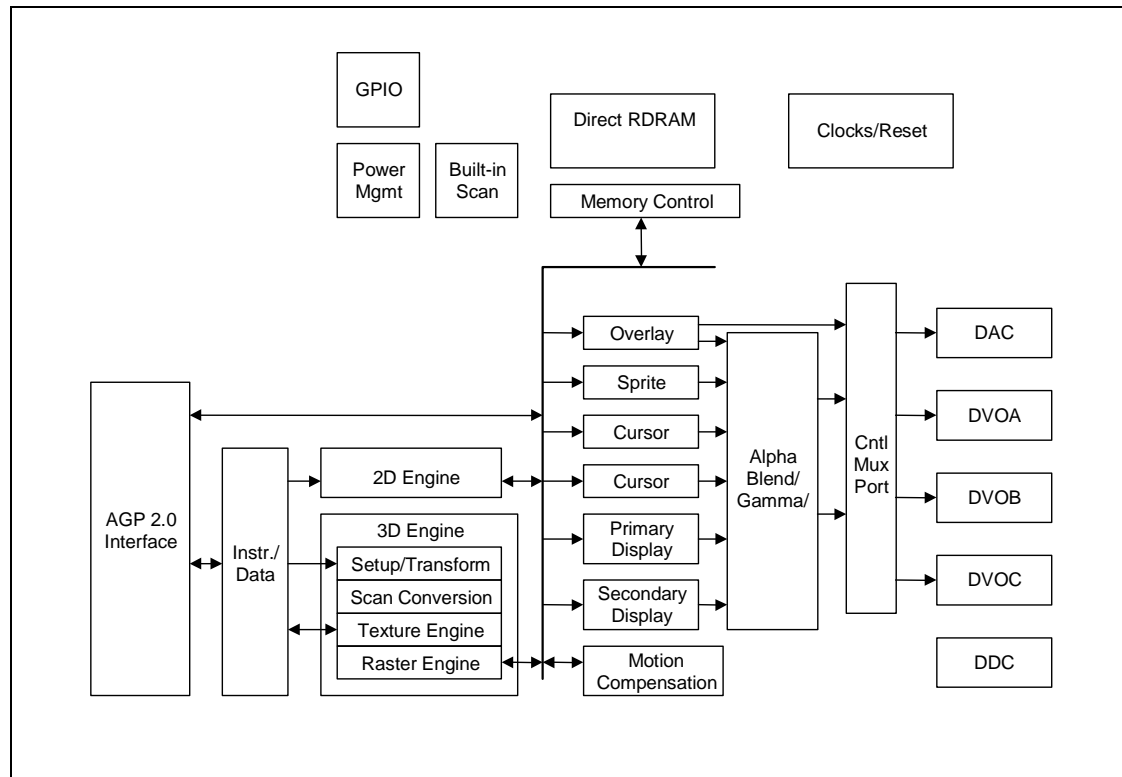 GPIO
Direct RDRAM
Clocks/Reset
Power
Mgmt
Built-in
Scan
Memory Control
Overlay
DAC
Sprite
DVOA
Cursor
Cntl
Mux
Port
2D Engine
Cursor
Alpha
Blend/
Gamma/
DVOB
AGP 2.0
Interface
Instr./
Data
3D Engine
Setup/Transform
Scan Conversion
Texture Engine
Raster Engine
Primary
Display
Secondary
Display
DVOC
Motion
Compensation
DDC